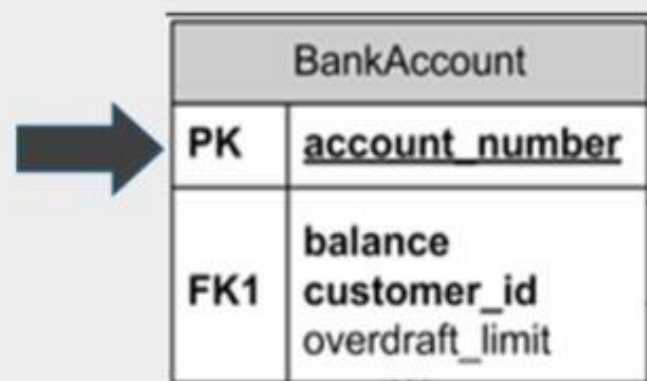 BankAccount
PK account_number
balance
FK1 customer_id
overdraft_limit